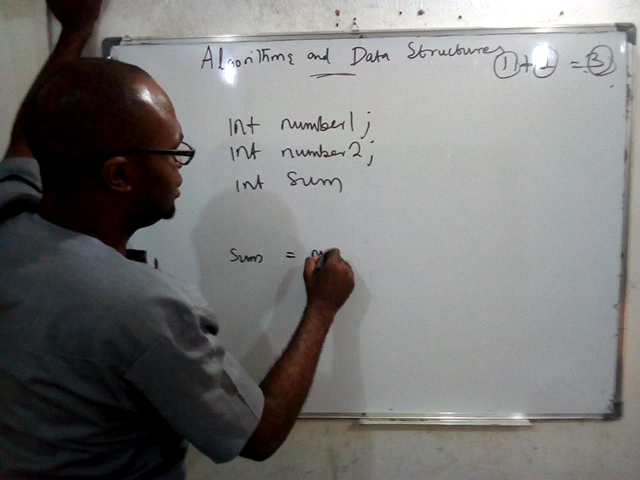 Algorithms and Data Structures
1 + 2 = 3
int number1;
int number2;
int sum
sum = n